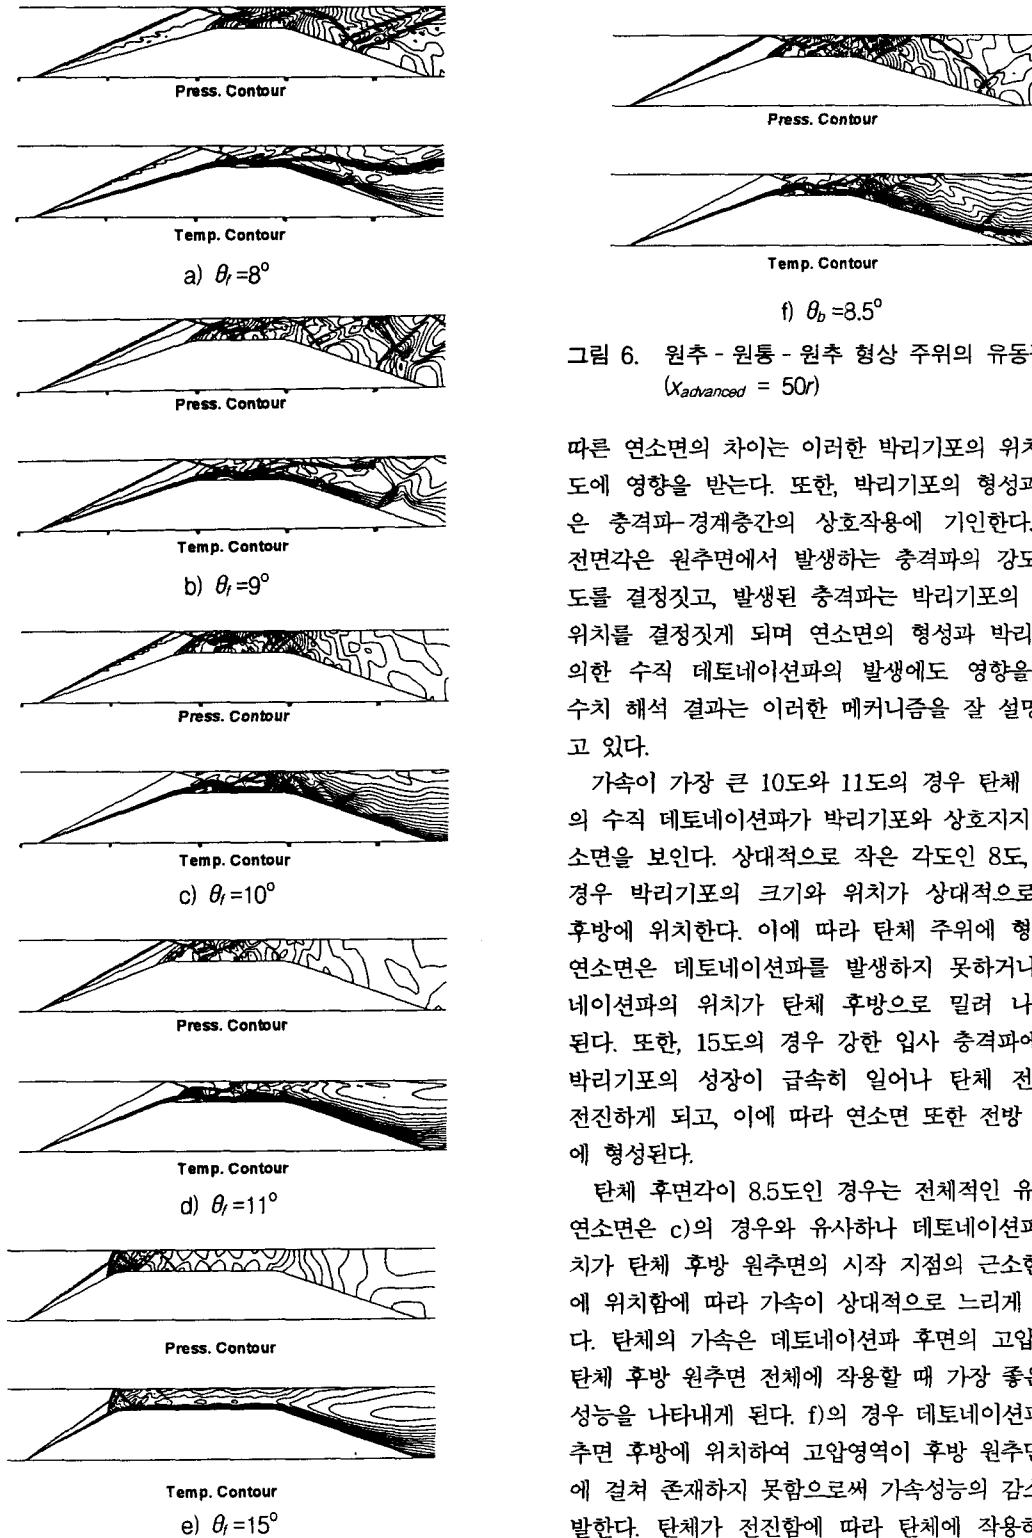 Press. Contour
Temp. Contour
a) θf =8°
Press. Contour
Temp. Contour
b) θf =9°
Press. Contour
Temp. Contour
c) θf =10°
Press. Contour
Temp. Contour
d) θf =11°
Press. Contour
Temp. Contour
e) θf =15°
Press. Contour
Temp. Contour
f) θb =8.5°
그림 6. 원추 - 원통 - 원추 형상 주위의 유동
(xadvanced = 50r)
따른 연소면의 차이는 이러한 박리기포의 위치
도에 영향을 받는다. 또한, 박리기포의 형성과
은 충격파-경계층간의 상호작용에 기인한다.
전면각은 원추면에서 발생하는 충격파의 강도
도를 결정짓고, 발생된 충격파는 박리기포의
위치를 결정짓게 되며 연소면의 형성과 박리
의한 수직 데토네이션파의 발생에도 영향을
수치 해석 결과는 이러한 메커니즘을 잘 설명
고 있다.
가속이 가장 큰 10도와 11도의 경우 탄체
의 수직 데토네이션파가 박리기포와 상호지지
소면을 보인다. 상대적으로 작은 각도인 8도,
경우 박리기포의 크기와 위치가 상대적으로
후방에 위치한다. 이에 따라 탄체 주위에 형
연소면은 데토네이션파를 발생하지 못하거나
네이션파의 위치가 탄체 후방으로 밀려 나
된다. 또한, 15도의 경우 강한 입사 충격파에
박리기포의 성장이 급속히 일어나 탄체 전
전진하게 되고, 이에 따라 연소면 또한 전방
에 형성된다.
탄체 후면각이 8.5도인 경우는 전체적인 유
연소면은 c)의 경우와 유사하나 데토네이션파
치가 탄체 후방 원추면의 시작 지점의 근소한
에 위치함에 따라 가속이 상대적으로 느리게
다. 탄체의 가속은 데토네이션파 후면의 고압
탄체 후방 원추면 전체에 작용할 때 가장 좋은
성능을 나타내게 된다. f)의 경우 데토네이션파
추면 후방에 위치하여 고압영역이 후방 원추면
에 걸쳐 존재하지 못함으로써 가속성능의 감소
발한다. 탄체가 전진함에 따라 탄체에 작용하